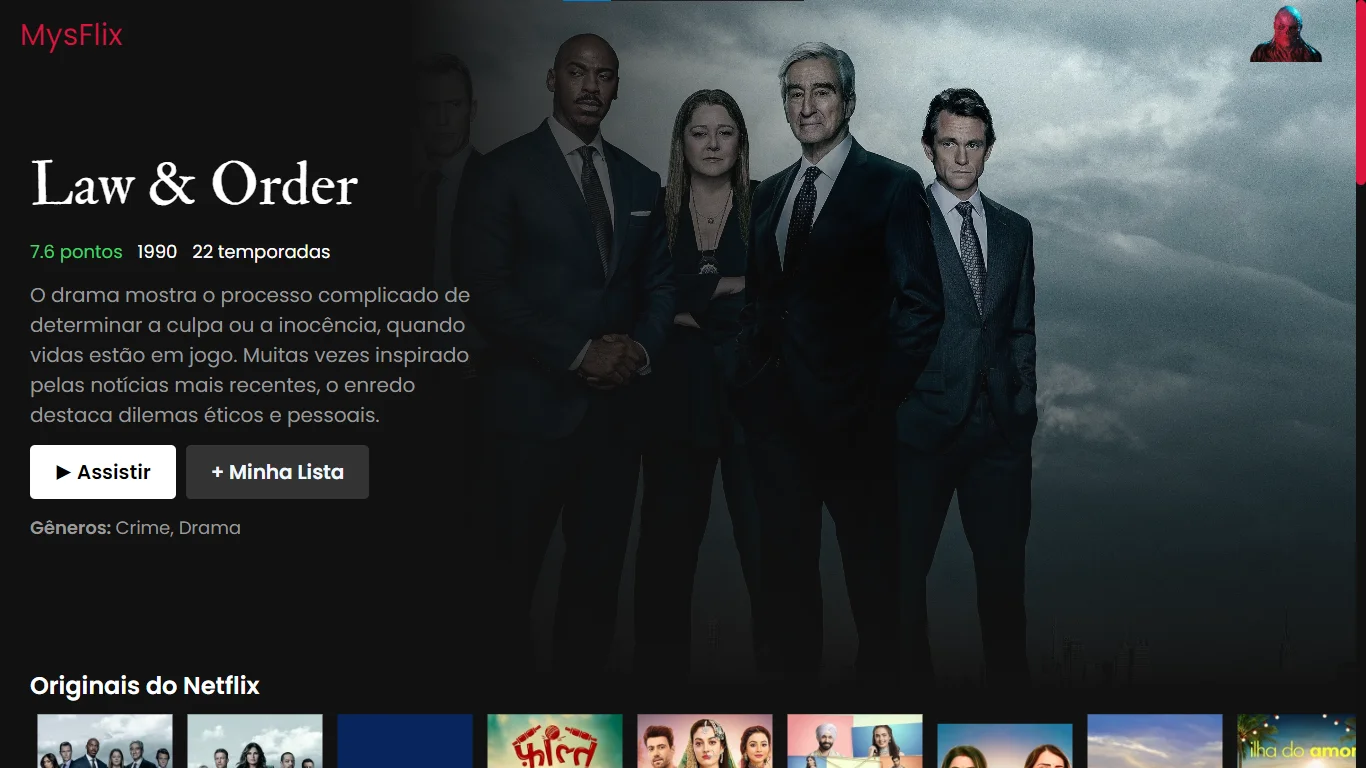 MysFlix
Law & Order
7.6 pontos 1990 22 temporadas
O drama mostra o processo complicado de
determinar a culpa ou a inocência, quando
vidas estão em jogo. Muitas vezes inspirado
pelas notícias mais recentes, o enredo
destaca dilemas éticos e pessoais.
► Assistir
+ Minha Lista
Gêneros: Crime, Drama
Originais do Netflix
ilha do amor